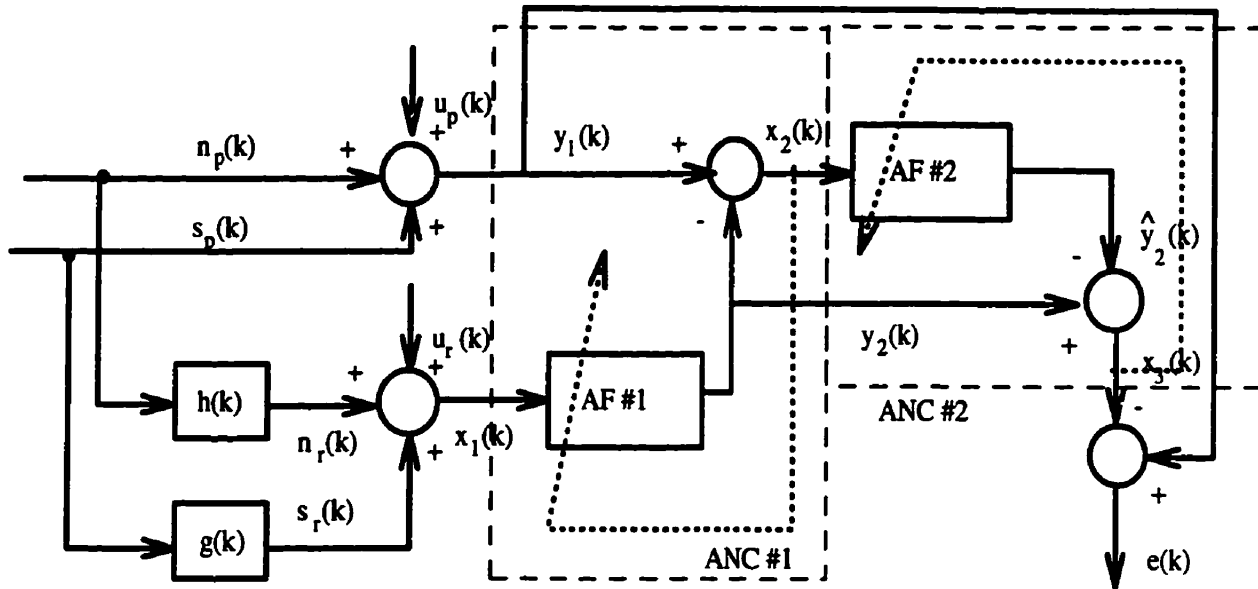 u_p(k)
+
n_p(k)
+
y_1(k)
+
x_2(k)
AF #2
s_p(k)
+
-
ŷ_2(k)
-
u_r(k)
+
y_2(k)
+
x_3(k)
h(k)
+
AF #1
ANC #2
-
n_r(k)
+
x_1(k)
+
g(k)
s_r(k)
ANC #1
e(k)